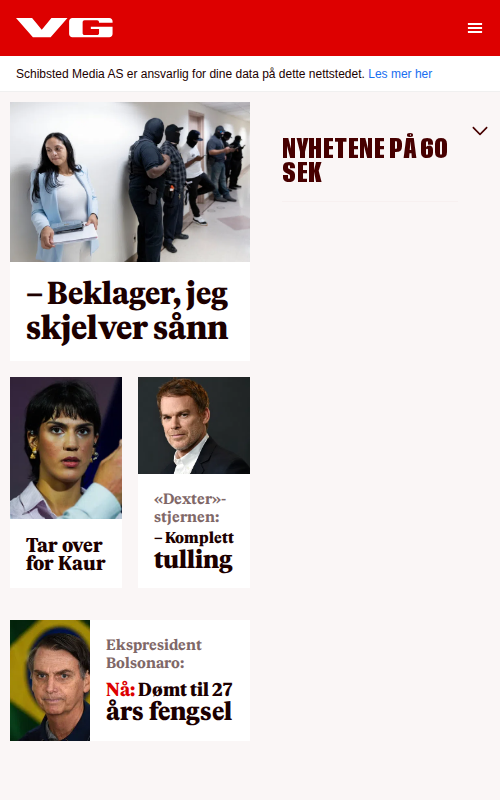 VG
Schibsted Media AS er ansvarlig for dine data på dette nettstedet. Les mer her
– Beklager, jeg
skjelver sånn
NYHETENE PÅ 60
SEK
Tar over
for Kaur
«Dexter»-
stjernen:
– Komplett
tulling
Ekspresident
Bolsonaro:
Nå: Dømt til 27
års fengsel